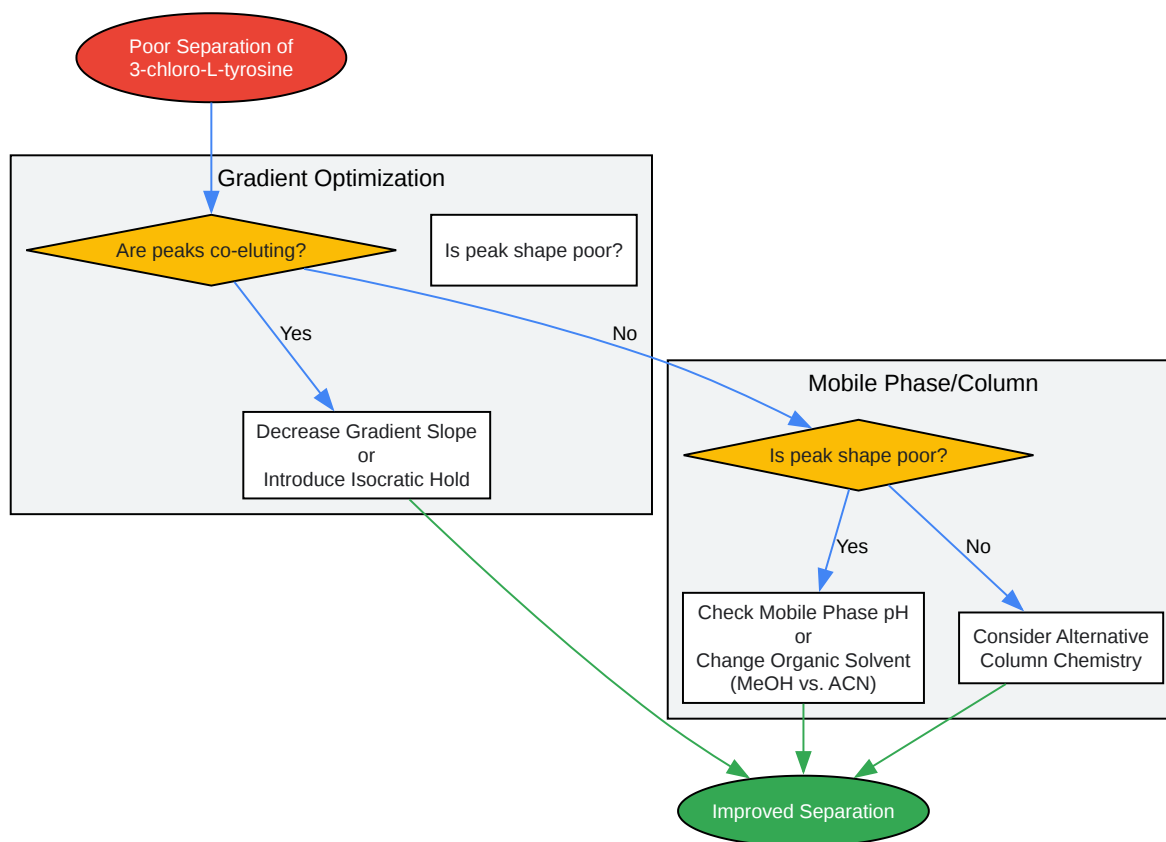 Poor Separation of
3-chloro-L-tyrosine
Gradient Optimization
Are peaks co-eluting?
Is peak shape poor?
Yes
No
Decrease Gradient Slope
or
Introduce Isocratic Hold
Mobile Phase/Column
Is peak shape poor?
Yes
No
Check Mobile Phase pH
or
Change Organic Solvent
(MeOH vs. ACN)
Consider Alternative
Column Chemistry
Improved Separation